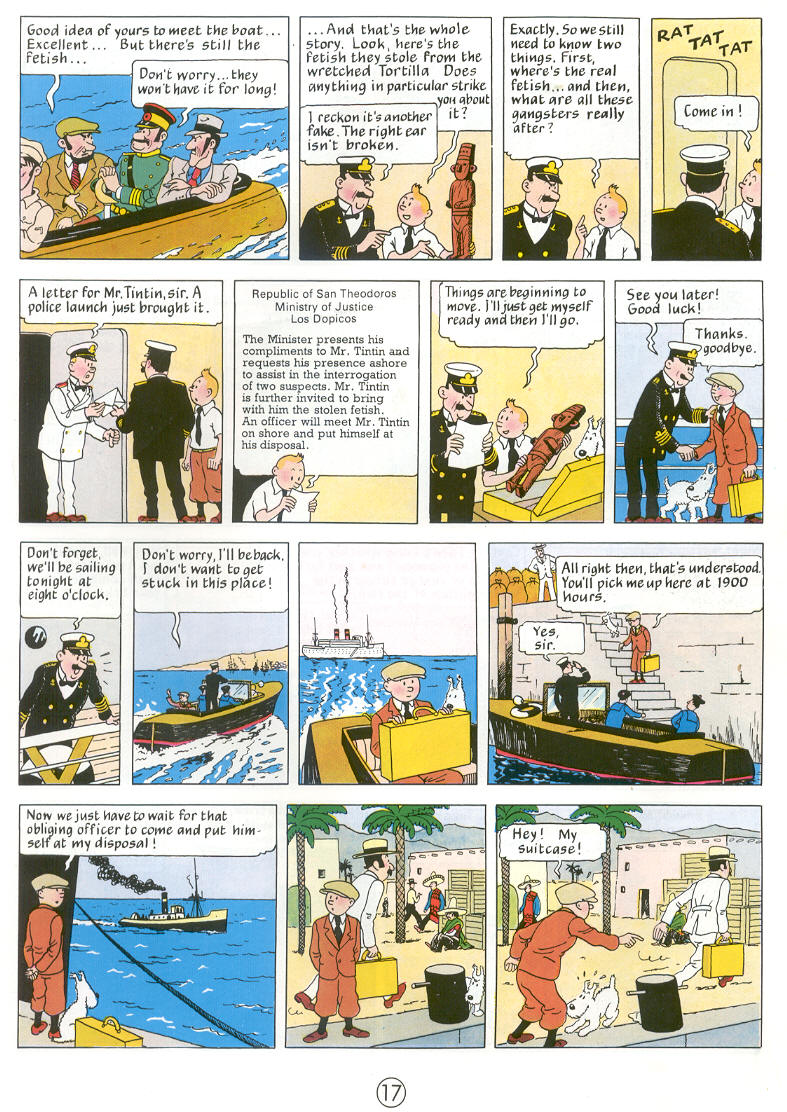 Good idea of yours to meet the boat...
Excellent... But there's still the
fetish...
Don't worry...they
won't have it for long!
...And that's the whole
story. Look, here's the
fetish they stole from the
wretched Tortilla Does
anything in particular strike
you about
it?
I reckon it's another
fake. The right ear
isn't broken.
Exactly. So we still
need to know two
things. First,
where's the real
fetish... and then,
what are all these
gangsters really
after?
RAT
TAT
TAT
Come in!
A letter for Mr. Tintin, sir. A
police launch just brought it.
Republic of San Theodoros
Ministry of Justice
Los Dopicos
The Minister presents his
compliments to Mr. Tintin and
requests his presence ashore
to assist in the interrogation
of two suspects. Mr. Tintin
is further invited to bring
with him the stolen fetish.
An officer will meet Mr. Tintin
on shore and put himself at
his disposal.
Things are beginning to
move. I'll just get myself
ready and then I'll go.
See you later!
Good luck!
Thanks.
goodbye.
Don't forget,
we'll be sailing
tonight at
eight o'clock.
Don't worry, I'll be back.
I don't want to get
stuck in this place!
All right then, that's understood.
You'll pick me up here at 1900
hours.
Yes,
sir.
Now we just have to wait for that
obliging officer to come and put him-
self at my disposal!
Hey! My
suitcase!
17